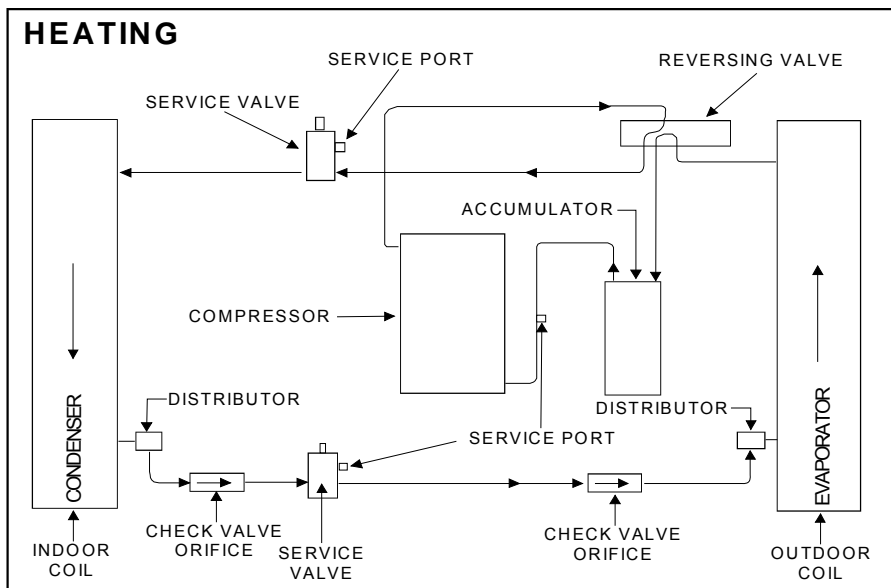 HEATING
SERVICE PORT
REVERSING VALVE
SERVICE VALVE
ACCUMULATOR
COMPRESSOR
DISTRIBUTOR
DISTRIBUTOR
CONDENSER
SERVICE PORT
EVAPORATOR
CHECK VALVE
ORIFICE
CHECK VALVE
ORIFICE
INDOOR
COIL
SERVICE
VALVE
OUTDOOR
COIL